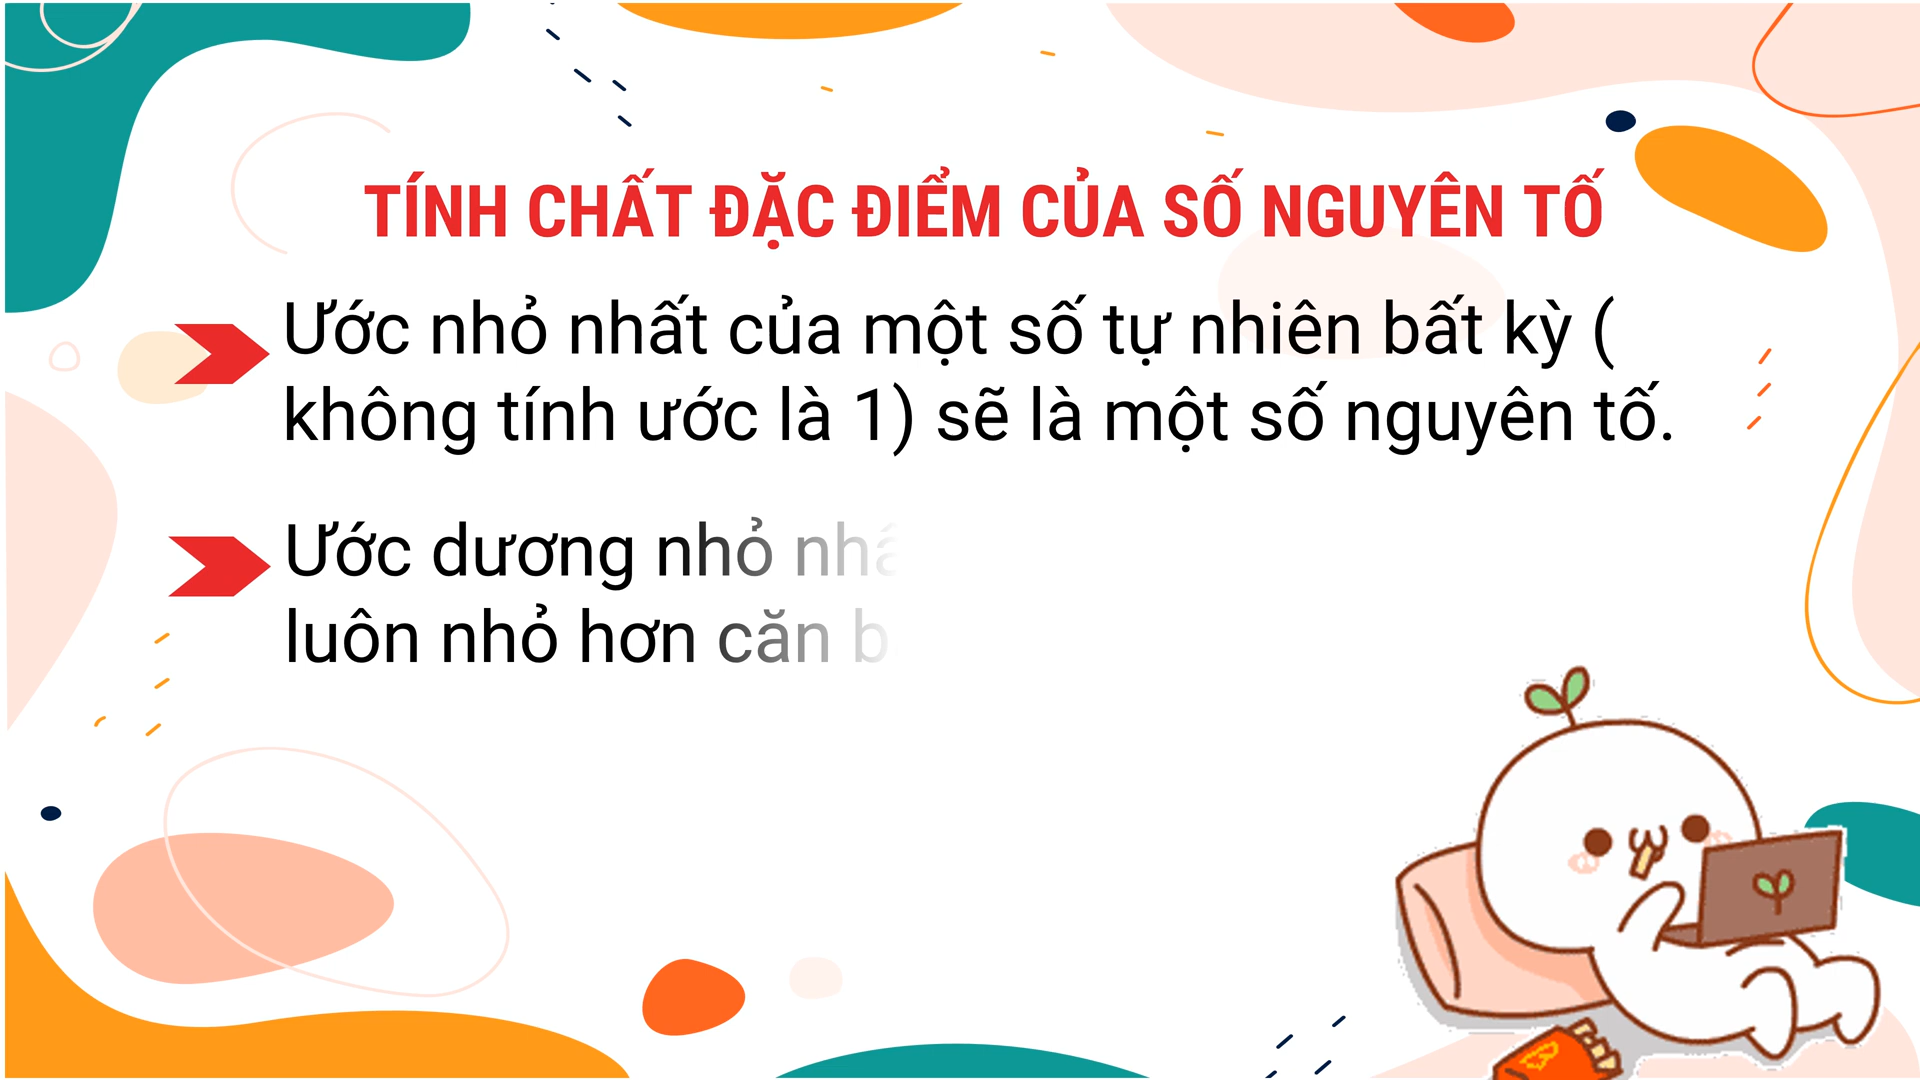 TÍNH CHẤT ĐẶC ĐIỂM CỦA SỐ NGUYÊN TỐ
Ước nhỏ nhất của một số tự nhiên bất kỳ (
không tính ước là 1) sẽ là một số nguyên tố.
Ước dương nhỏ
luôn nhỏ hơn căn